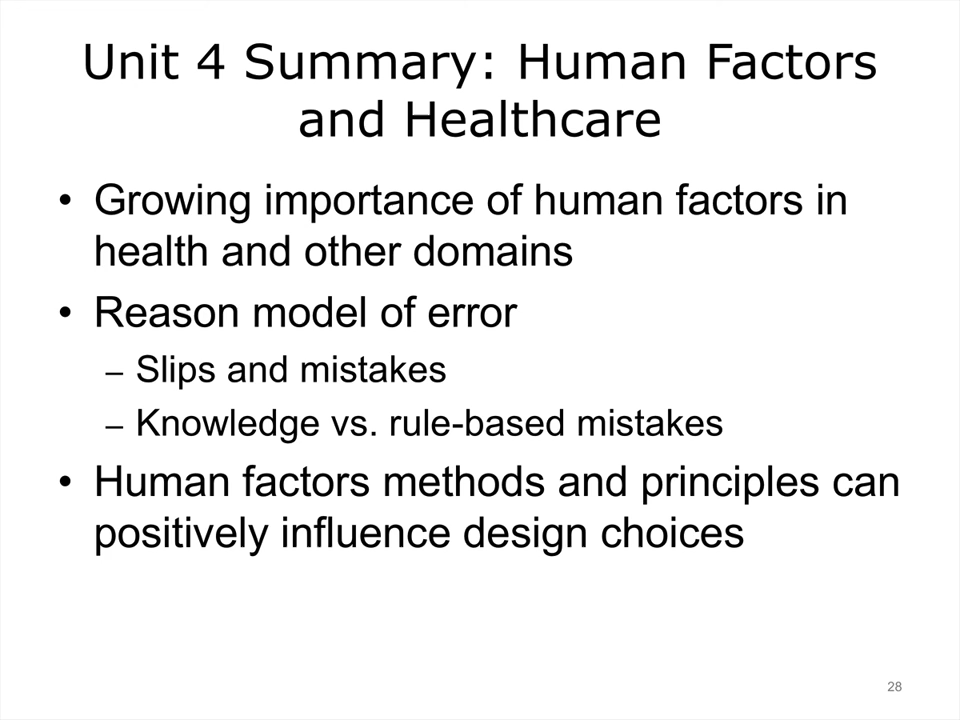 Unit 4 Summary: Human Factors
and Healthcare
• Growing importance of human factors in
health and other domains
• Reason model of error
– Slips and mistakes
– Knowledge vs. rule-based mistakes
• Human factors methods and principles can
positively influence design choices
28